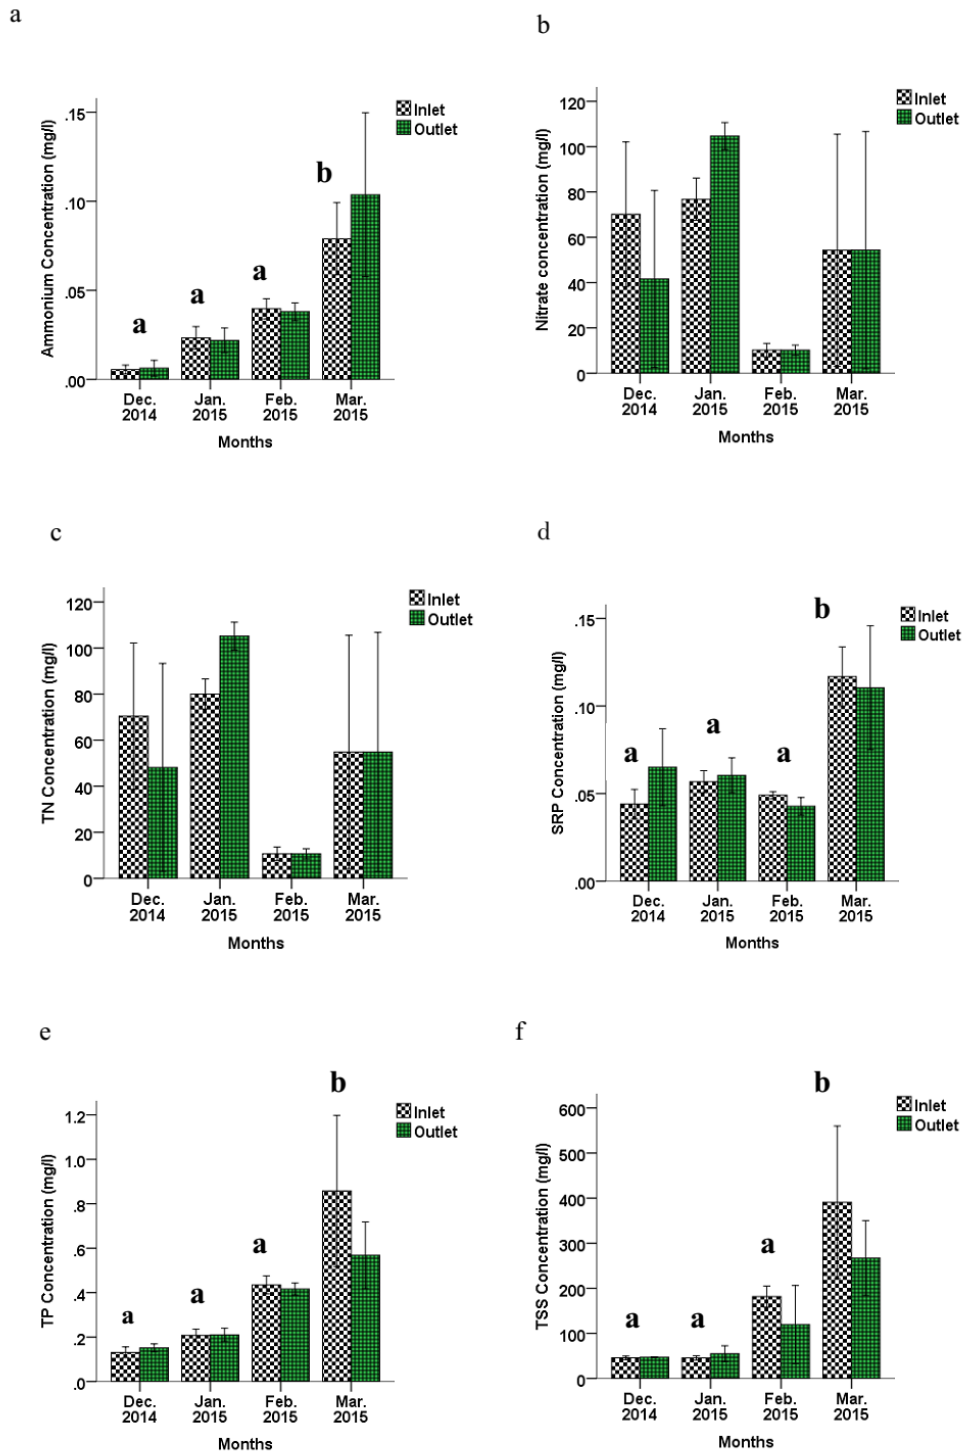 a
Ammonium Concentration (mg/l)
.15
.10
.05
.00
a
a
a
b
Inlet
Outlet
Dec.
2014
Jan.
2015
Feb.
2015
Mar.
2015
Months
b
Nitrate concentration (mg/l)
120
100
80
60
40
20
0
Inlet
Outlet
Dec.
2014
Jan.
2015
Feb.
2015
Mar.
2015
Months
c
TN Concentration (mg/l)
120
100
80
60
40
20
0
Inlet
Outlet
Dec.
2014
Jan.
2015
Feb.
2015
Mar.
2015
Months
d
SRP Concentration (mg/l)
.15
.10
.05
.00
a
a
a
b
Inlet
Outlet
Dec.
2014
Jan.
2015
Feb.
2015
Mar.
2015
Months
e
TP Concentration (mg/l)
1.2
1.0
.8
.6
.4
.2
.0
a
a
a
b
Inlet
Outlet
Dec.
2014
Jan.
2015
Feb.
2015
Mar.
2015
Months
f
TSS Concentration (mg/l)
600
500
400
300
200
100
0
a
a
a
b
Inlet
Outlet
Dec.
2014
Jan.
2015
Feb.
2015
Mar.
2015
Months